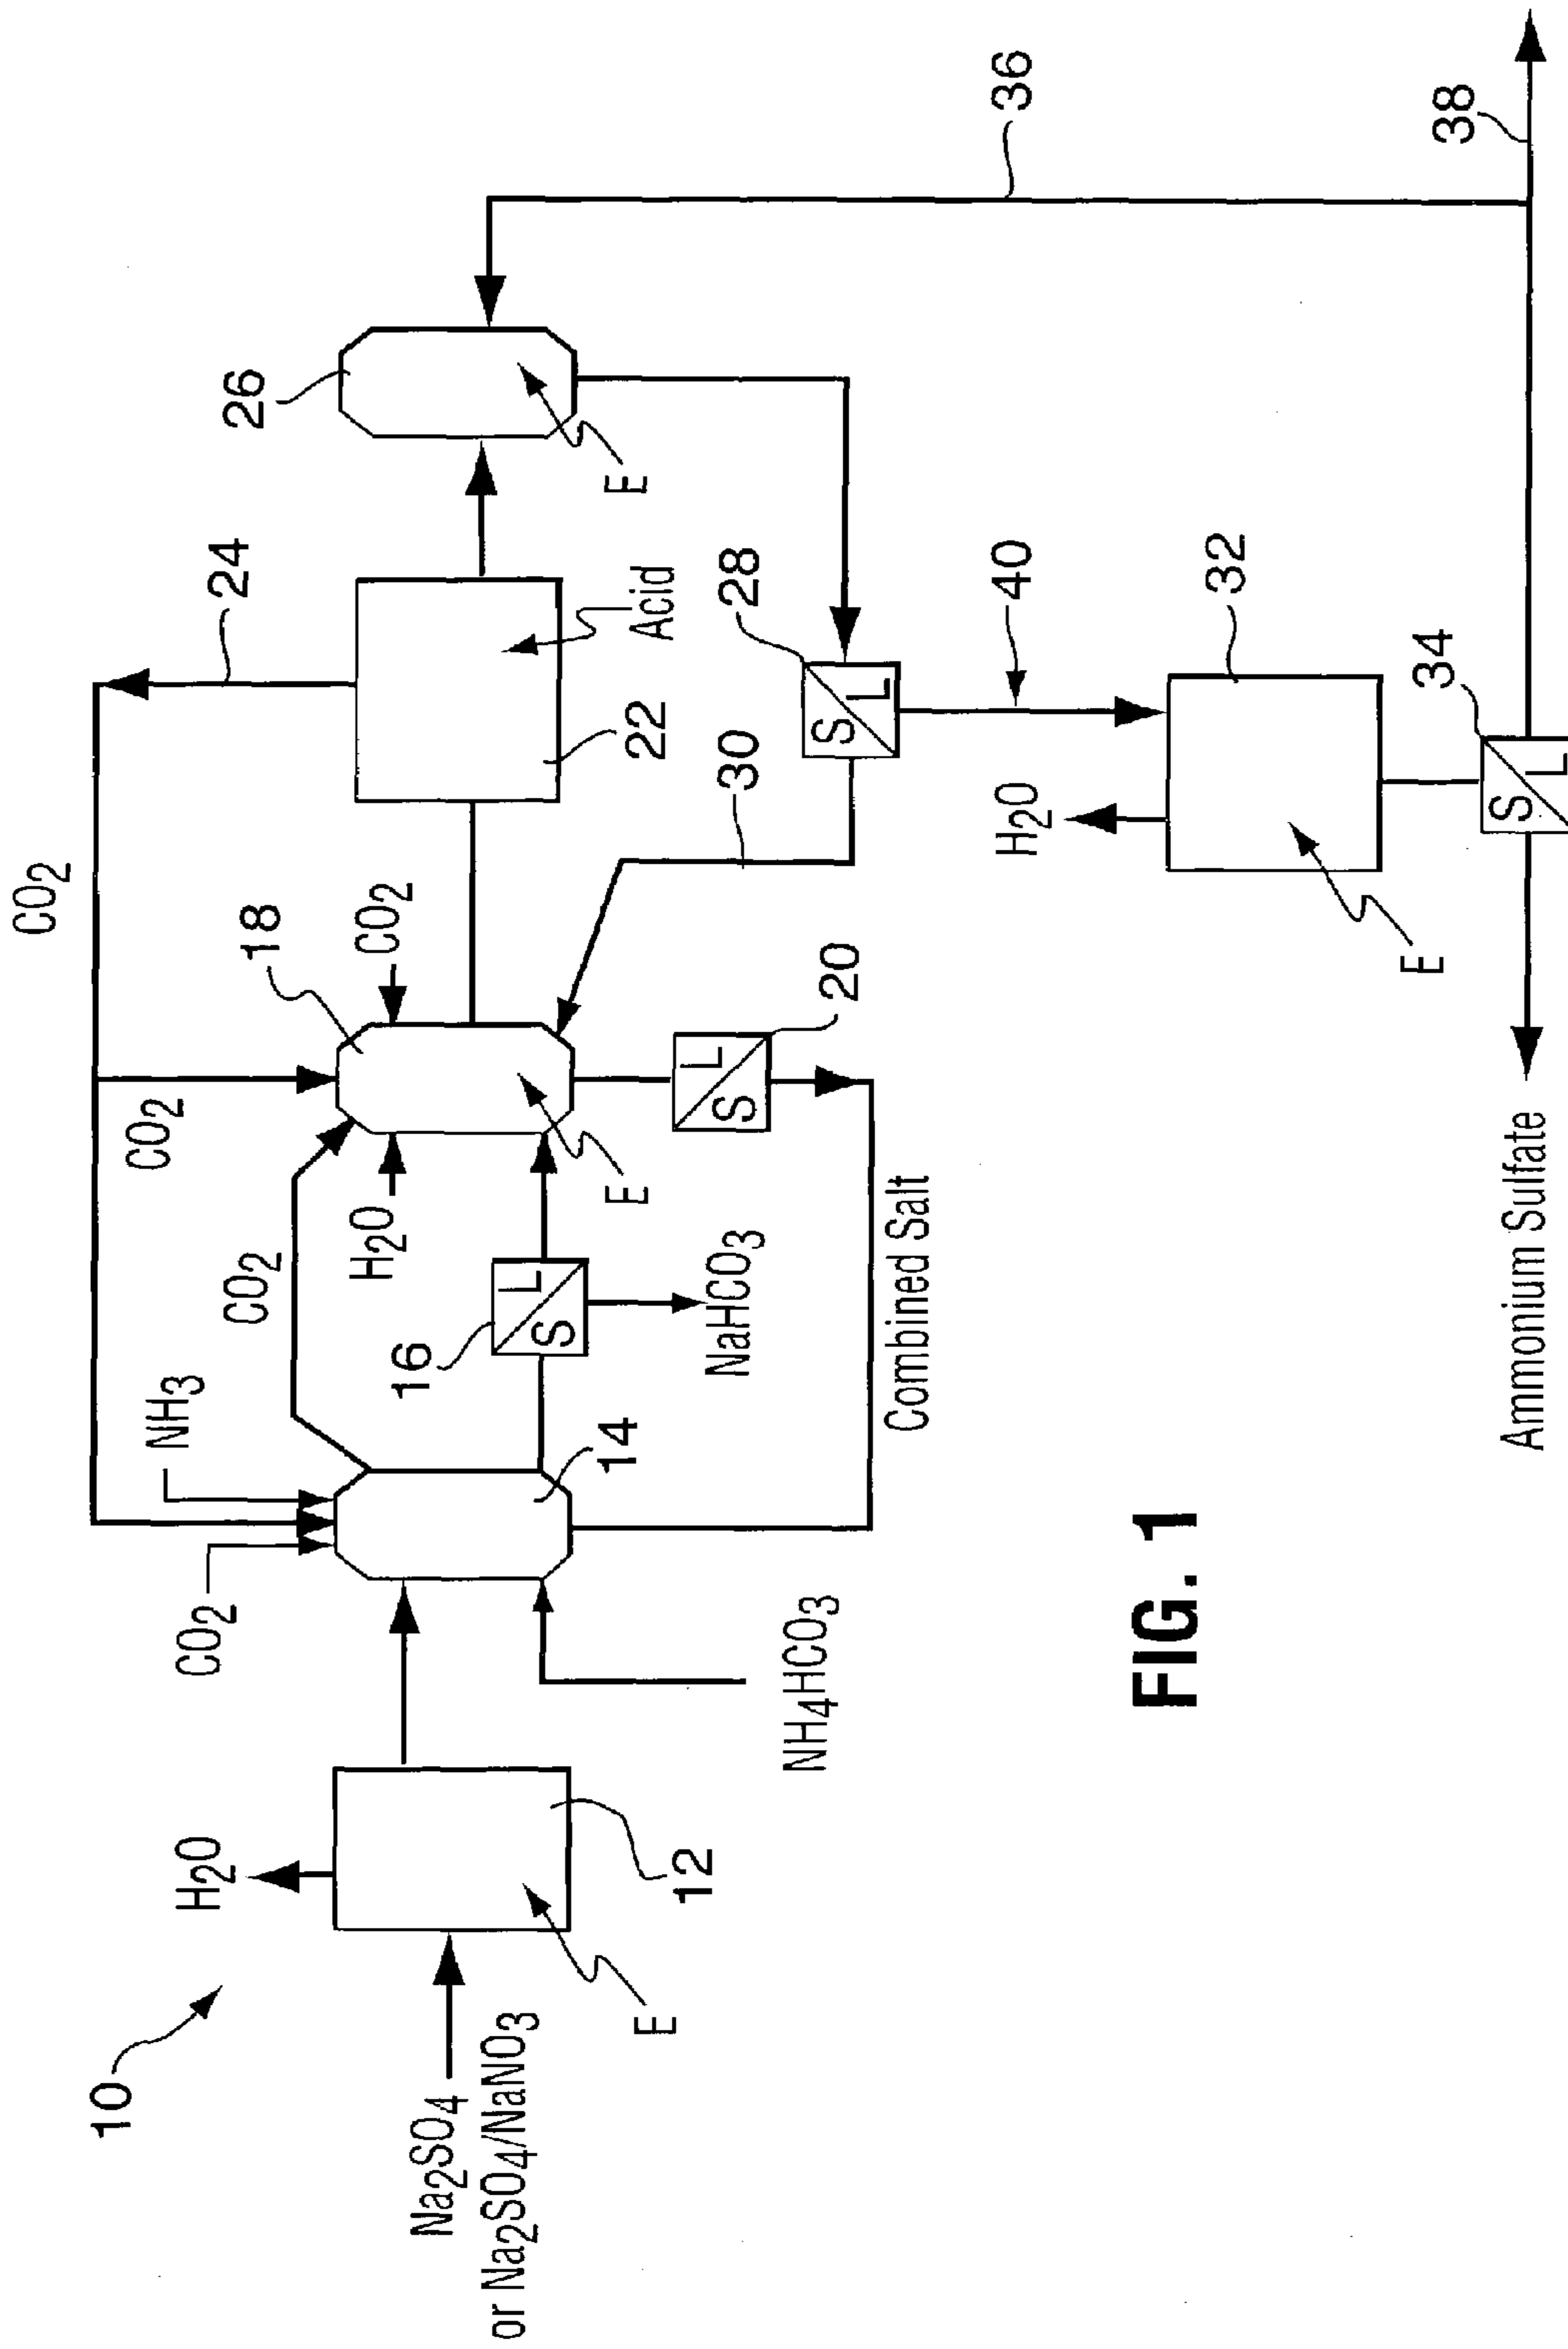 10
Na2SO4
or Na2SO4/NaNO3
H2O
E
12
CO2
NH3
NH4HCO3
14
CO2
16
S
L
NaHCO3
Combined Salt
CO2
CO2
H2O
18
CO2
E
S
L
20
24
22
Acid
26
E
28
S
L
30
40
H2O
32
E
34
S
L
36
38
Ammonium Sulfate
FIG. 1